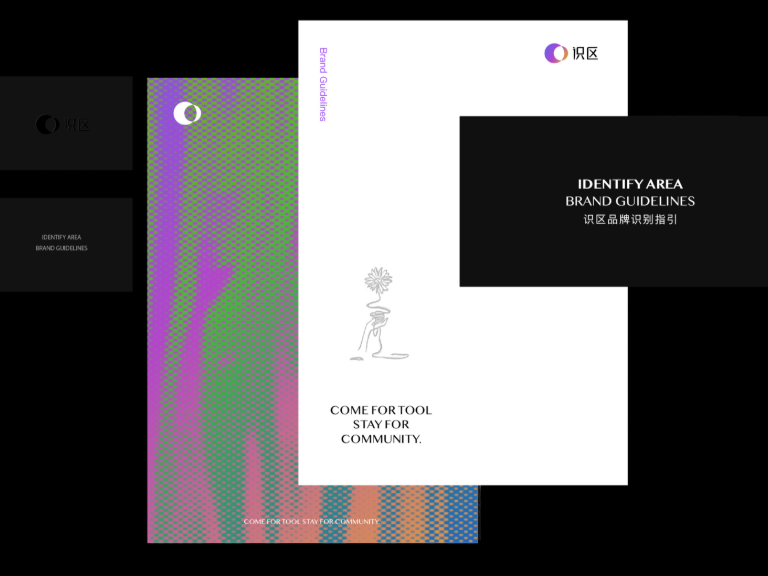 识区
IDENTIFY AREA
BRAND GUIDELINES
COME FOR TOOL STAY FOR COMMUNITY.
Brand Guidelines
识区
COME FOR TOOL
STAY FOR
COMMUNITY.
IDENTIFY AREA
BRAND GUIDELINES
识区品牌识别指引